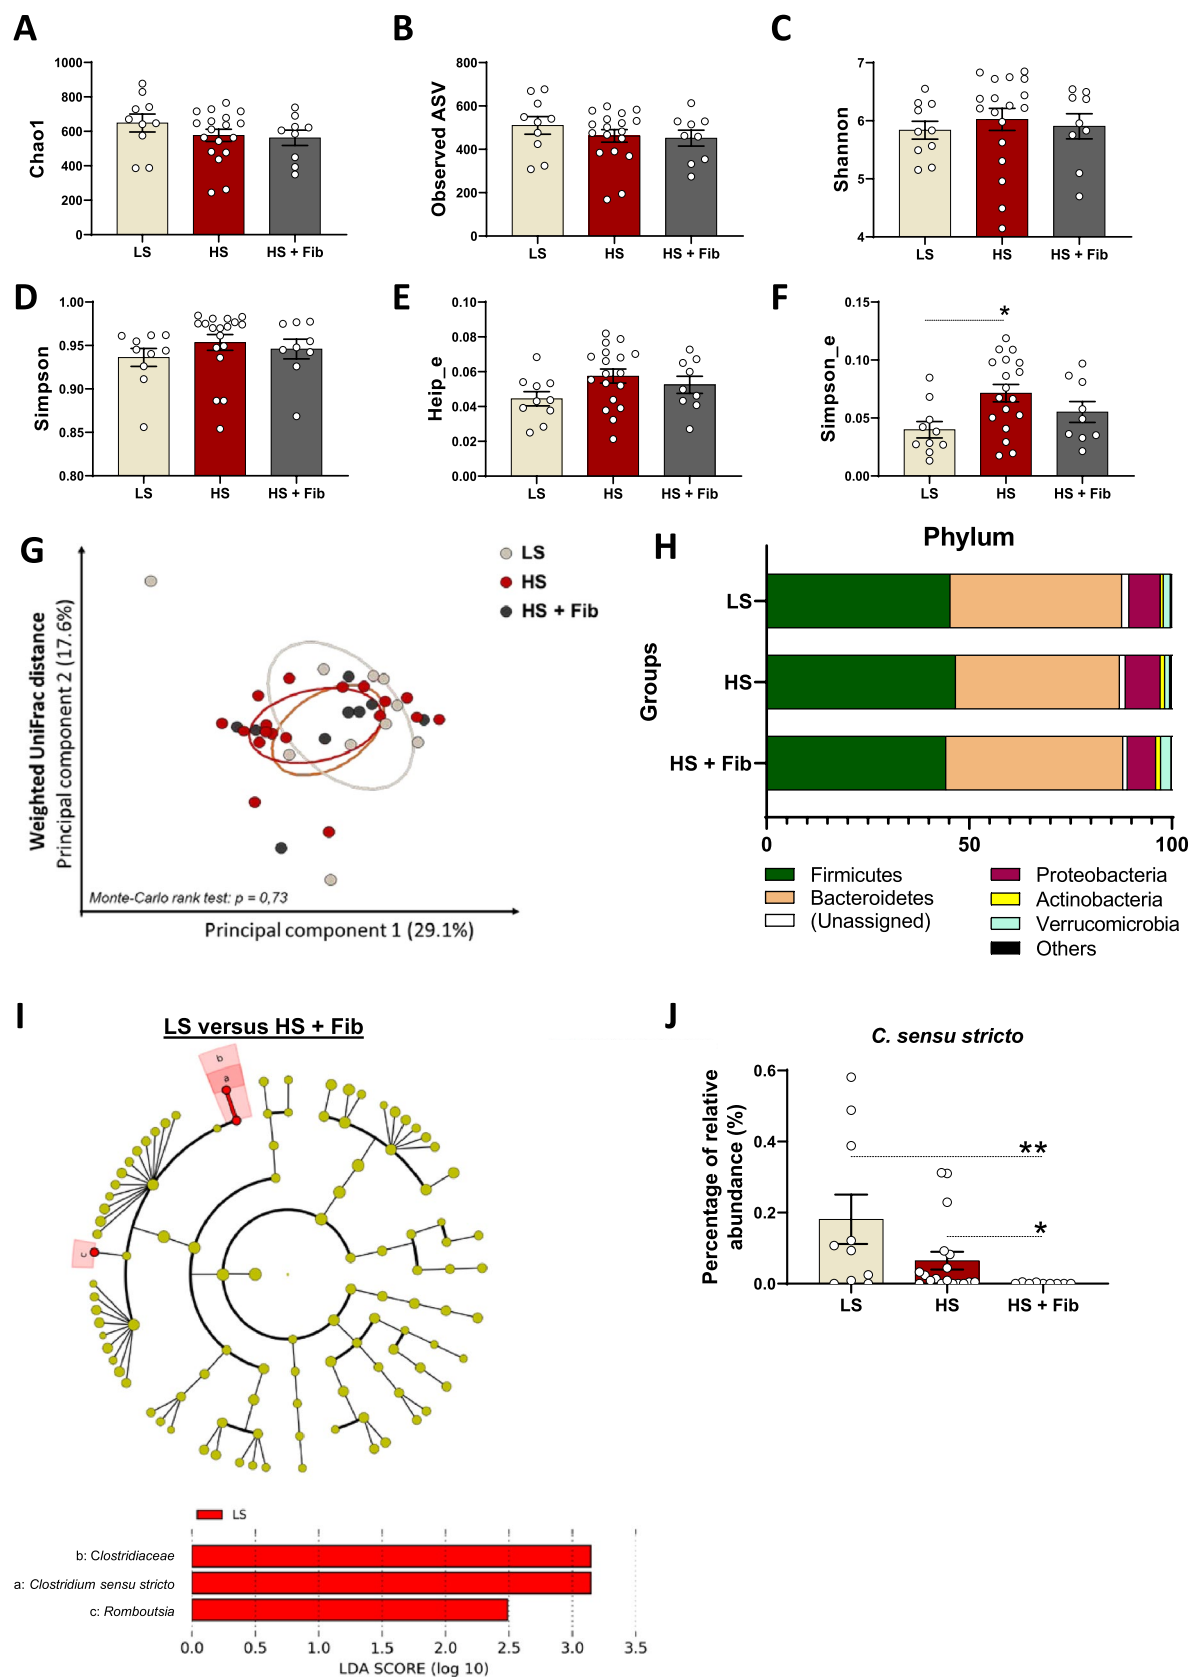 A
B
C
Chao1
1000
800
600
400
200
0
LS
HS
HS + Fib
Observed ASV
800
600
400
200
0
LS
HS
HS + Fib
Shannon
7
6
5
4
LS
HS
HS + Fib
D
E
F
Simpson
1.00
0.95
0.90
0.85
0.80
LS
HS
HS + Fib
Heip_e
0.10
0.08
0.06
0.04
0.02
0.00
LS
HS
HS + Fib
Simpson_e
0.15
0.10
0.05
0.00
*
LS
HS
HS + Fib
G
LS
HS
HS + Fib
Weighted UniFrac distance
Principal component 2 (17.6%)
Monte-Carlo rank test: p = 0,73
Principal component 1 (29.1%)
H
Phylum
Groups
LS
HS
HS + Fib
0
50
100
Firmicutes
Bacteroidetes
(Unassigned)
Proteobacteria
Actinobacteria
Verrucomicrobia
Others
I
LS versus HS + Fib
b
a
c
LS
b: Clostridiaceae
a: Clostridium sensu stricto
c: Romboutsia
0.0
0.5
1.0
1.5
2.0
2.5
3.0
3.5
LDA SCORE (log 10)
J
C. sensu stricto
Percentage of relative
abundance (%)
0.6
0.4
0.2
0.0
**
*
LS
HS
HS + Fib